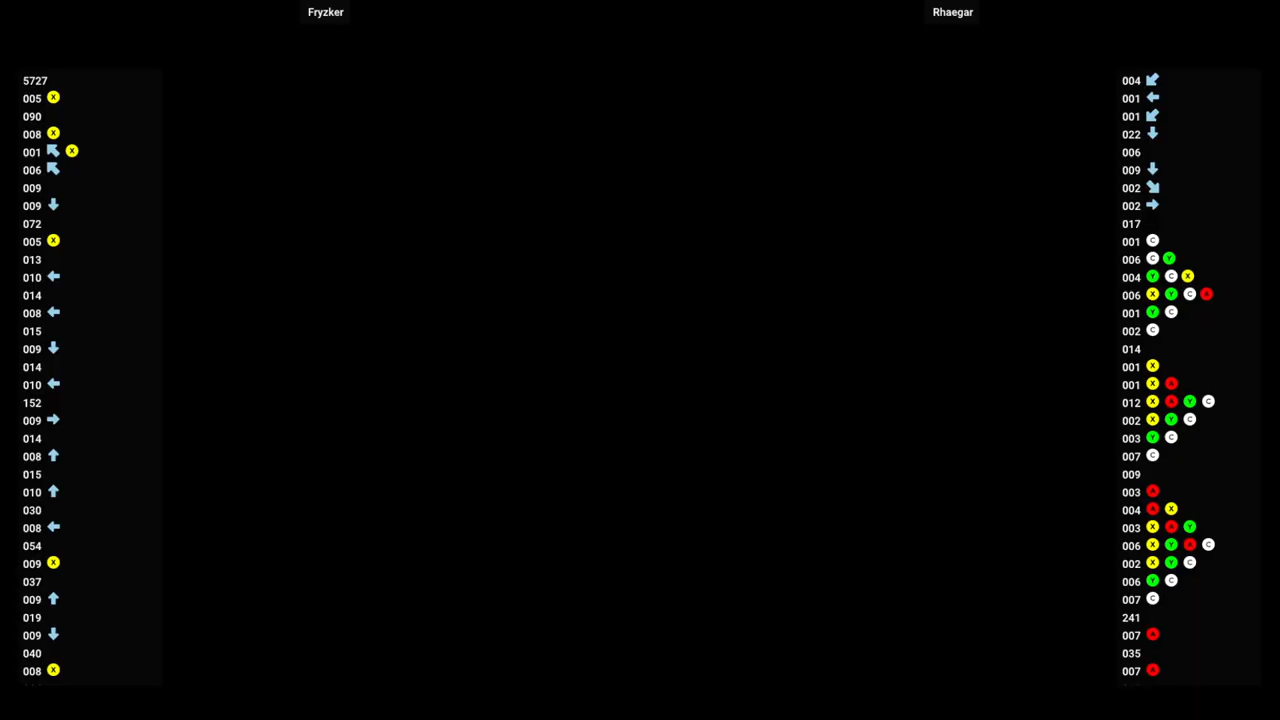 Fryzker
Rhaegar
5727
005 X
090
008 X
001 X
006
009
009
072
005 X
013
010
014
008
015
009
014
010
152
009
014
008
015
010
030
008
054
009 X
037
009
019
009
040
008 X
004
001
001
022
006
009
002
002
017
001 C
006 C Y
004 Y C X
006 X Y C A
001 Y C
002 C
014
001 X
001 X A
012 X A Y C
002 X Y C
003 Y C
007 C
009
003 A
004 A X
003 X A Y
006 X Y A C
002 X Y C
006 Y C
007 C
241
007 A
035
007 A